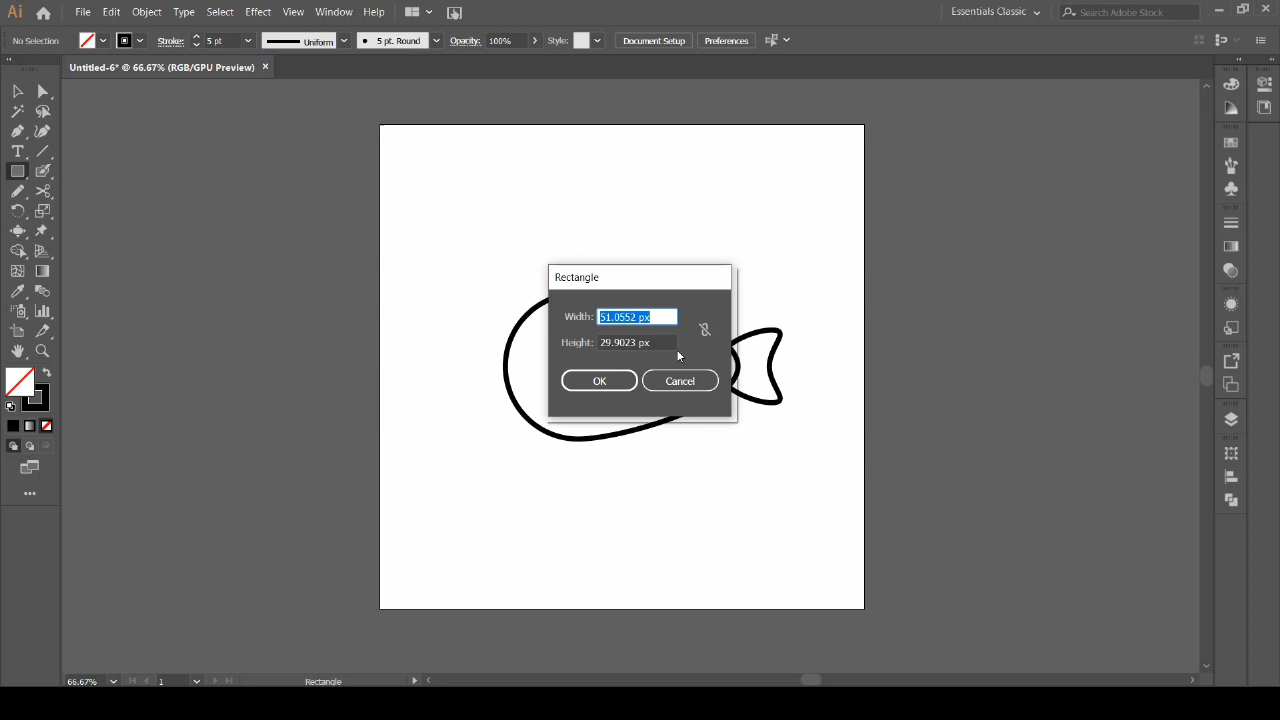 Ai File Edit Object Type Select Effect View Window Help Essentials Classic Search Adobe Stock
No Selection Stroke: 5 pt Uniform 5 pt. Round Opacity: 100% Style: Document Setup Preferences
Untitled-6* @ 66.67% (RGB/GPU Preview)
Rectangle
Width: 51.0552 px
Height: 29.9023 px
OK Cancel
66.67% 1 Rectangle